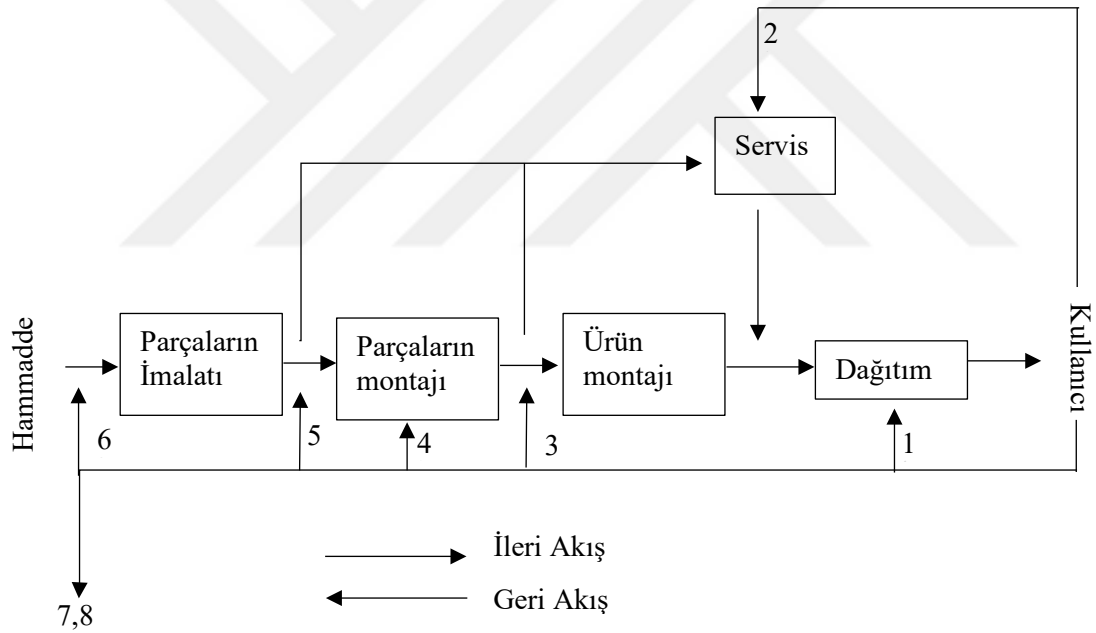 2
Servis
Hammadde
Parçaların
İmalatı
Parçaların
montajı
Ürün
montajı
Dağıtım
Kullanıcı
6
5
4
3
1
İleri Akış
Geri Akış
7,8